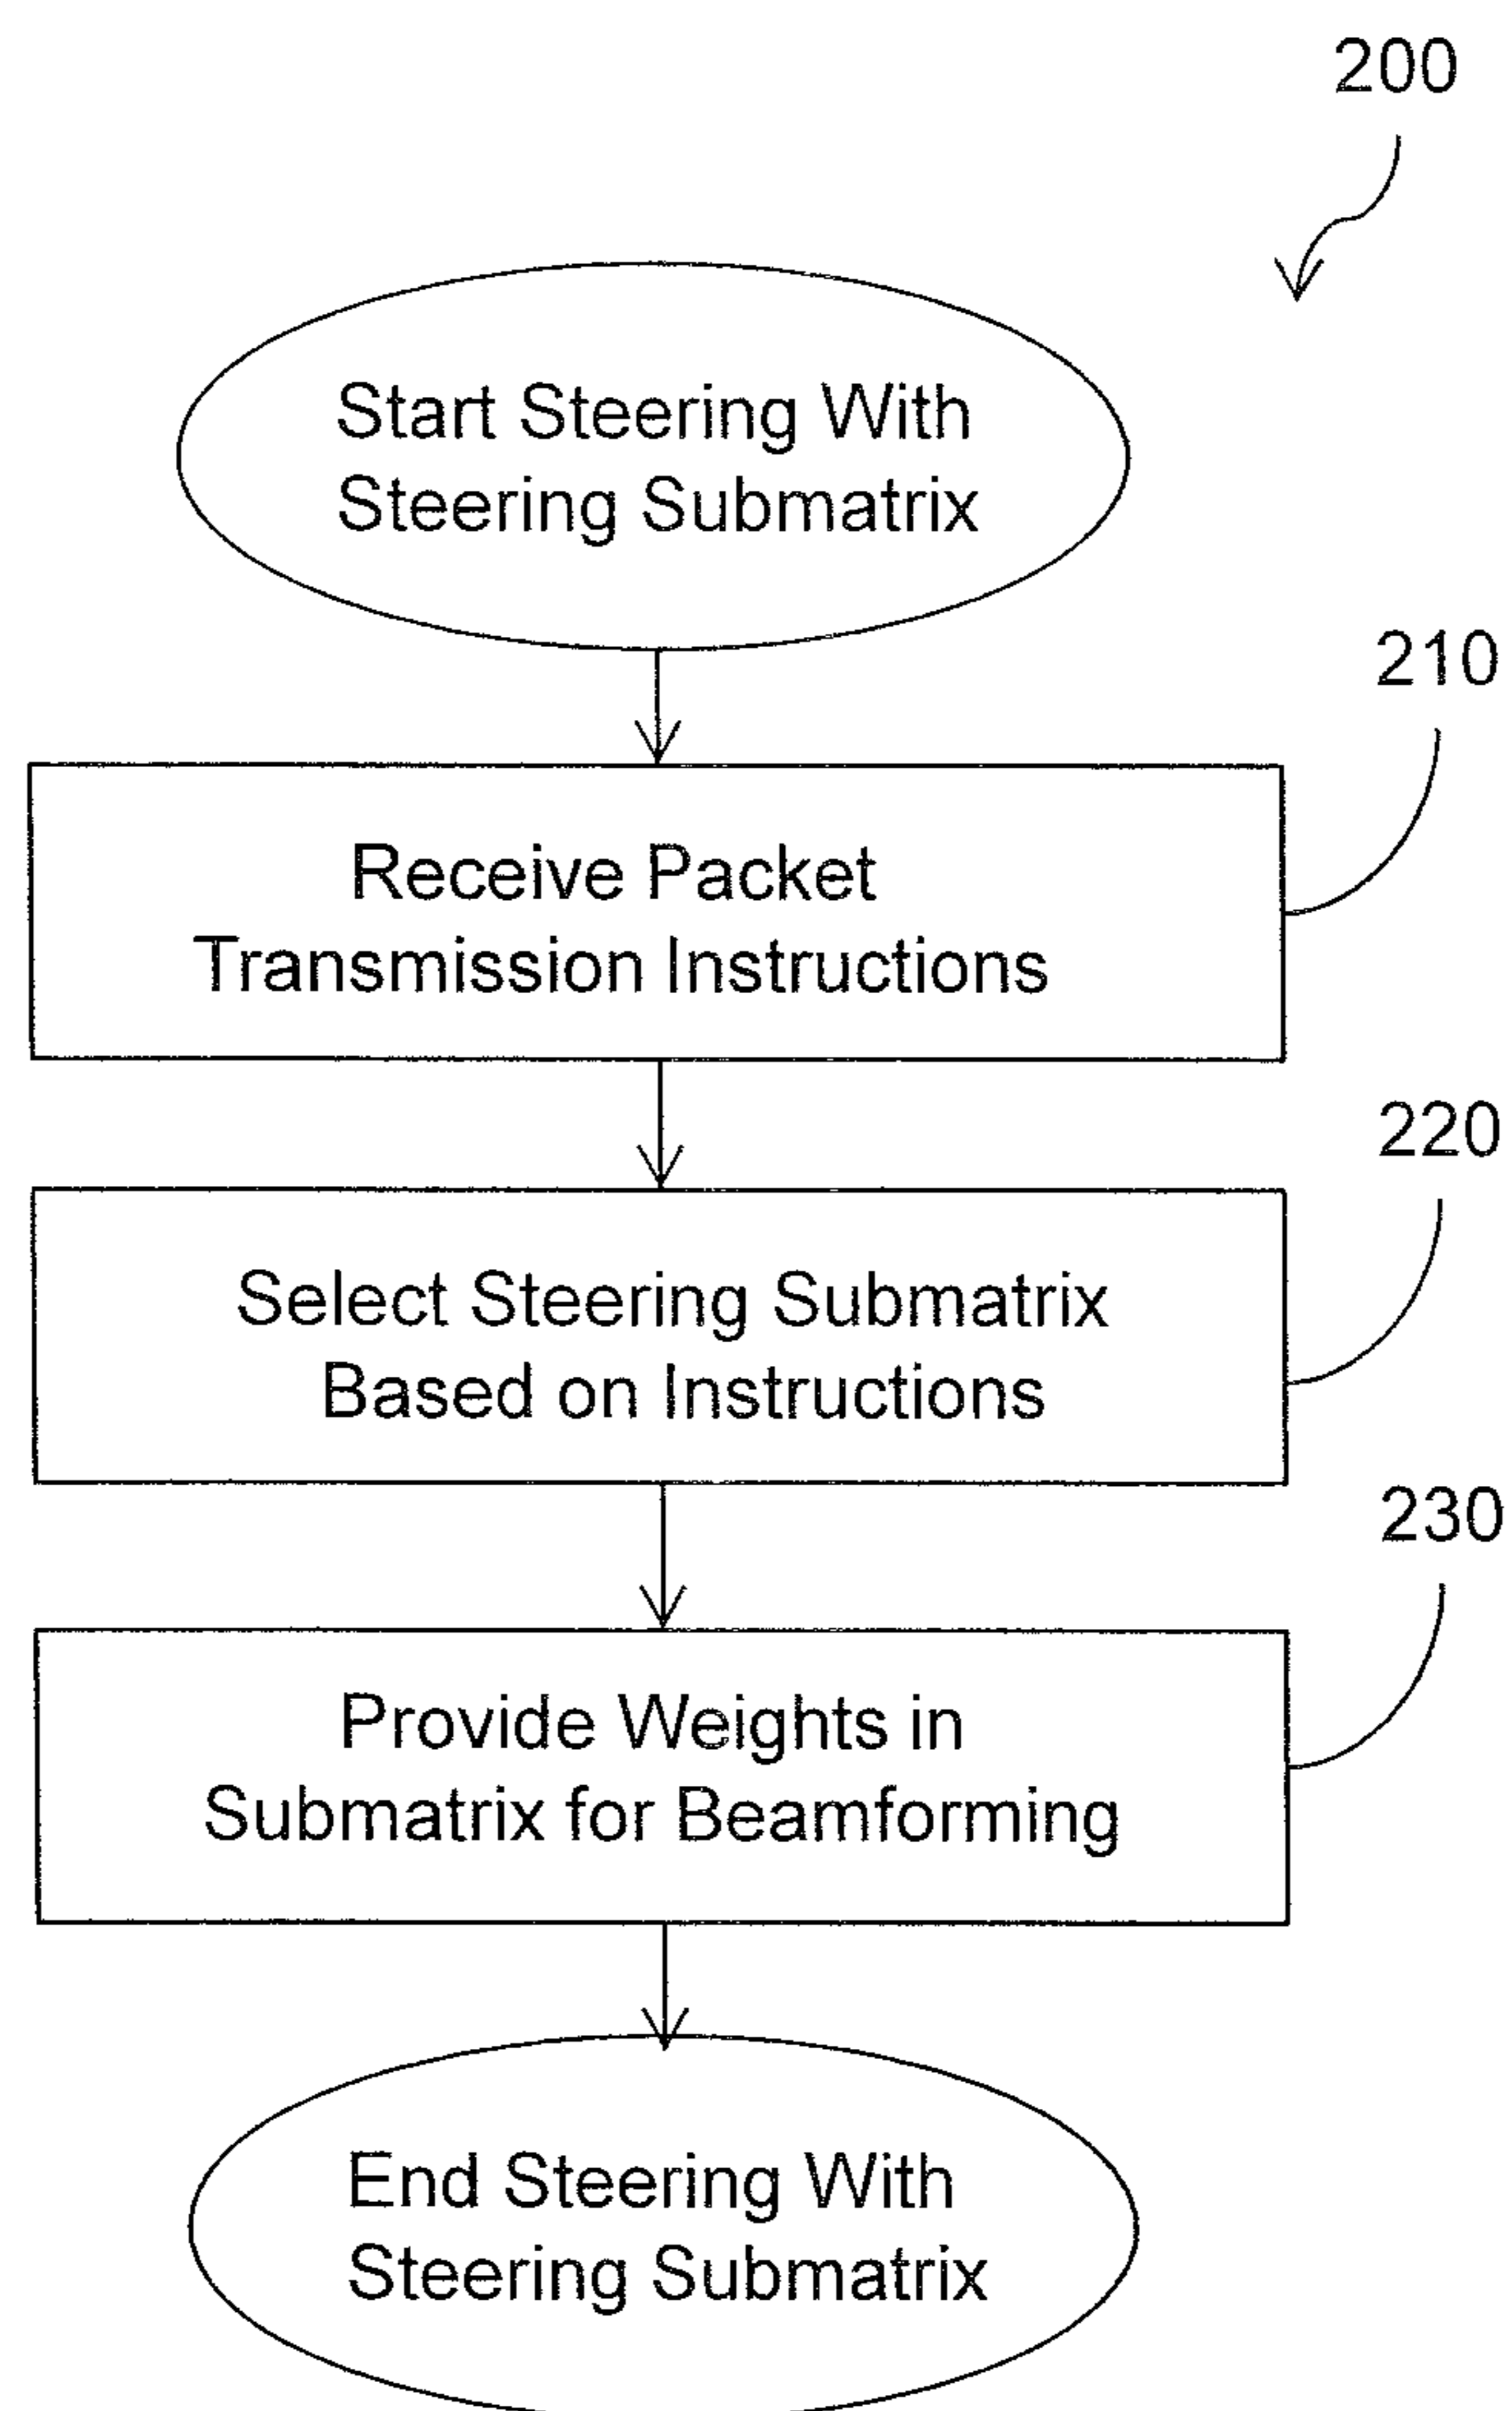 200
Start Steering With
Steering Submatrix
210
Receive Packet
Transmission Instructions
220
Select Steering Submatrix
Based on Instructions
230
Provide Weights in
Submatrix for Beamforming
End Steering With
Steering Submatrix